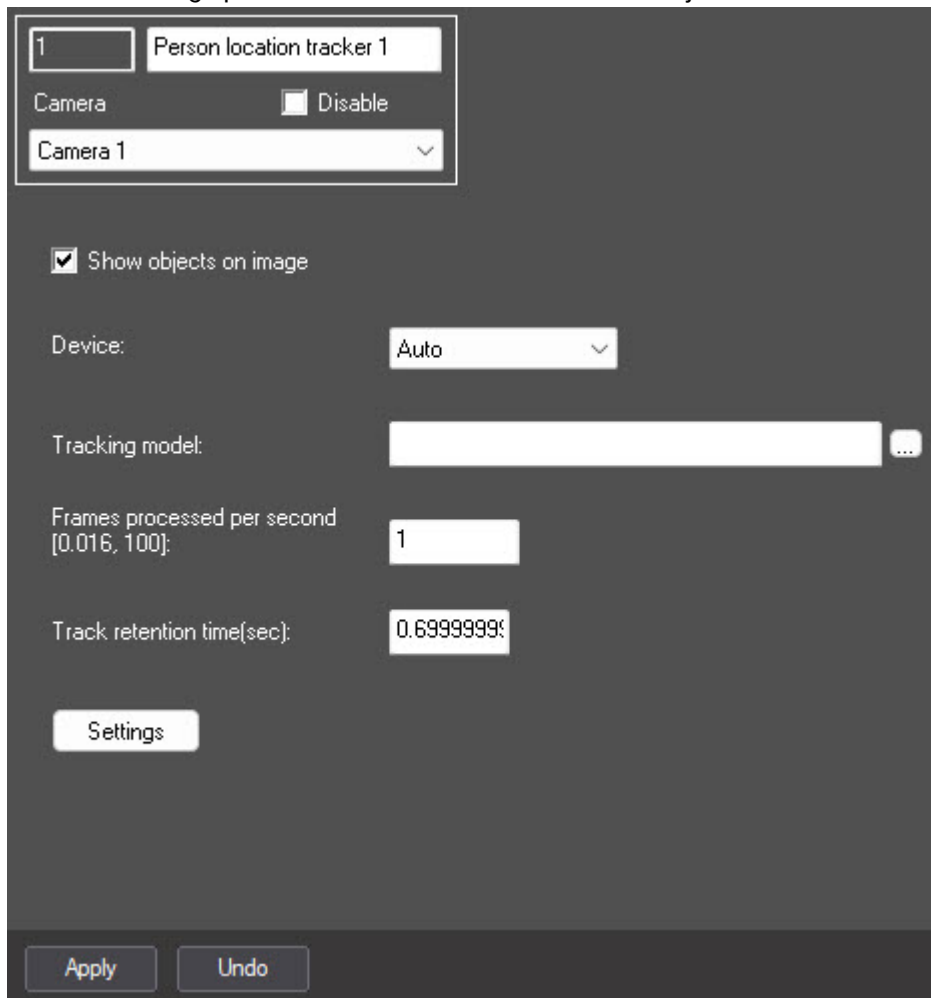 1 Person location tracker 1
Camera Disable
Camera 1
Show objects on image
Device: Auto
Tracking model: ...
Frames processed per second
[0.016, 100]: 1
Track retention time(sec): 0.6999999
Settings
Apply Undo